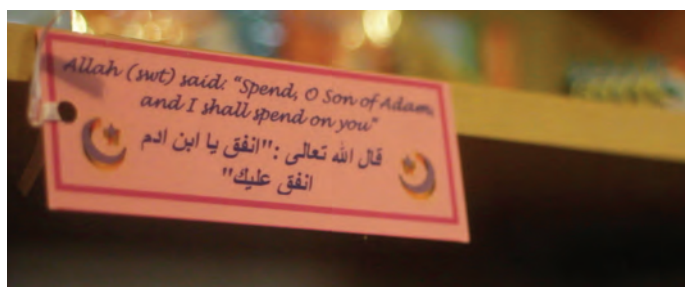 Allah (swt) said: "Spend, O Son of Adam,
and I shall spend on you"
قال الله تعالى :"انفق يا ابن ادم
انفق عليك"